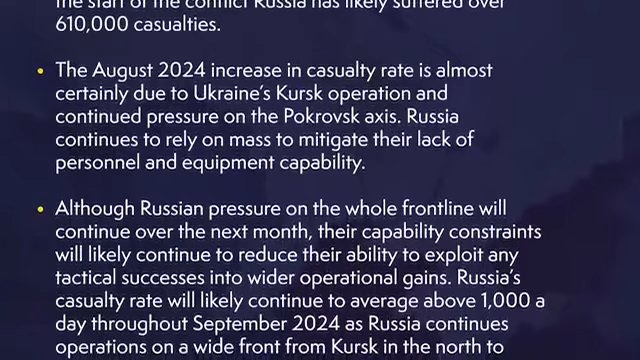 the start of the conflict Russia has likely suffered over
610,000 casualties.
• The August 2024 increase in casualty rate is almost
certainly due to Ukraine's Kursk operation and
continued pressure on the Pokrovsk axis. Russia
continues to rely on mass to mitigate their lack of
personnel and equipment capability.
• Although Russian pressure on the whole frontline will
continue over the next month, their capability constraints
will likely continue to reduce their ability to exploit any
tactical successes into wider operational gains. Russia's
casualty rate will likely continue to average above 1,000 a
day throughout September 2024 as Russia continues
operations on a wide front from Kursk in the north to